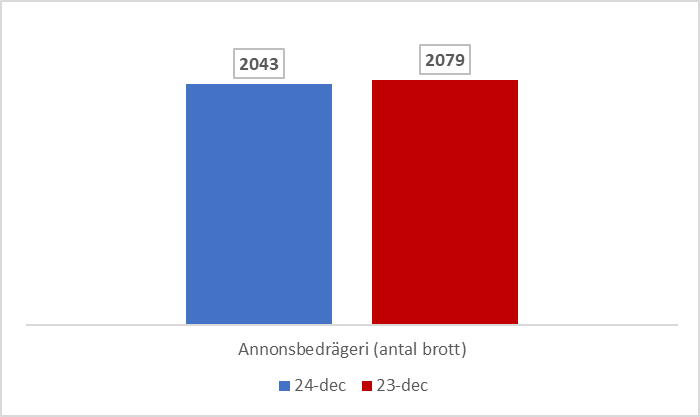 2043
2079
Annonsbedrägeri (antal brott)
24-dec 23-dec